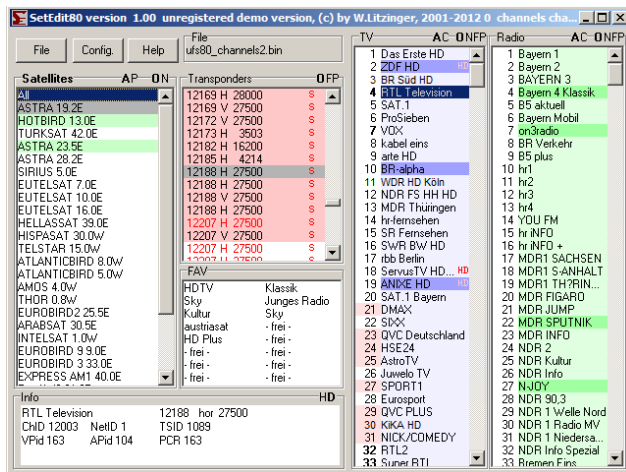 SetEdit80 version 1.00 unregistered demo version, (c) by W.Litzinger, 2001-2012 0 channels cha...
File Config. Help
File
ufs80_channels2.bin
Satellites AP ON
All
ASTRA 19.2E
HOTBIRD 13.0E
TURKSAT 42.0E
ASTRA 23.5E
ASTRA 28.2E
SIRIUS 5.0E
EUTELSAT 7.0E
EUTELSAT 10.0E
EUTELSAT 16.0E
HELLASSAT 39.0E
HISPASAT 30.0W
TELSTAR 15.0W
ATLANTICBIRD 8.0W
ATLANTICBIRD 5.0W
AMOS 4.0W
THOR 0.8W
EUROBIRD2 25.5E
ARABSAT 30.5E
INTELSAT 1.0W
EUROBIRD 9 9.0E
EUROBIRD 3 33.0E
EXPRESS AM1 40.0E
Transponders OFP
12169 H 28000 S
12169 V 27500 S
12172 V 27500 S
12173 H 3503 S
12182 H 16200 S
12185 H 4214 S
12188 H 27500 S
12188 H 27500 S
12188 H 27500 S
12188 H 27500 S
12207 V 27500 S
12207 H 27500 S
12207 H 27500 S
FAV
HDTV Klassik
Sky Junges Radio
Kultur Sky
austriasat - frei -
HD Plus - frei -
- frei - - frei -
- frei - - frei -
- frei - - frei -
Info HD
RTL Television 12188 hor 27500
ChID 12003 NetID 1 TSID 1089
VPid 163 APid 104 PCR 163
TV AC-ONFP
1 Das Erste HD
2 ZDF HD HD
3 BR Süd HD
4 RTL Television
5 SAT.1
6 ProSieben
7 VOX
8 kabel eins
9 arte HD
10 BR-alpha
11 WDR HD Köln
12 NDR FS HH HD
13 MDR Thüringen
14 hr-fernsehen
15 SR Fernsehen
16 SWR BW HD
17 rbb Berlin
18 ServusTV HD... HD
19 ANIXE HD HD
20 SAT.1 Bayern
21 DMAX
22 SIXX
23 QVC Deutschland
24 HSE24
25 AstroTV
26 Juwelo TV
27 SPORT1
28 Eurosport
29 QVC PLUS
30 KiKA HD
31 NICK/COMEDY
32 RTL2
33 Super RTL
Radio AC-ONFP
1 Bayern 1
2 Bayern 2
3 BAYERN 3
4 Bayern 4 Klassik
5 B5 aktuell
6 Bayern Mobil
7 on3radio
8 BR Verkehr
9 B5 plus
10 hr1
11 hr2
12 hr3
13 hr4
14 YOU FM
15 hr iNFO
16 hr iNFO +
17 MDR1 SACHSEN
18 MDR1 S-ANHALT
19 MDR1 TH?RIN...
20 MDR FIGARO
21 MDR JUMP
22 MDR SPUTNIK
23 MDR INFO
24 NDR 2
25 NDR Kultur
26 NDR Info
27 N-JOY
28 NDR 90,3
29 NDR 1 Welle Nord
30 NDR 1 Radio MV
31 NDR 1 Niedersa...
32 NDR Info Spezial
33 Bremen Eins